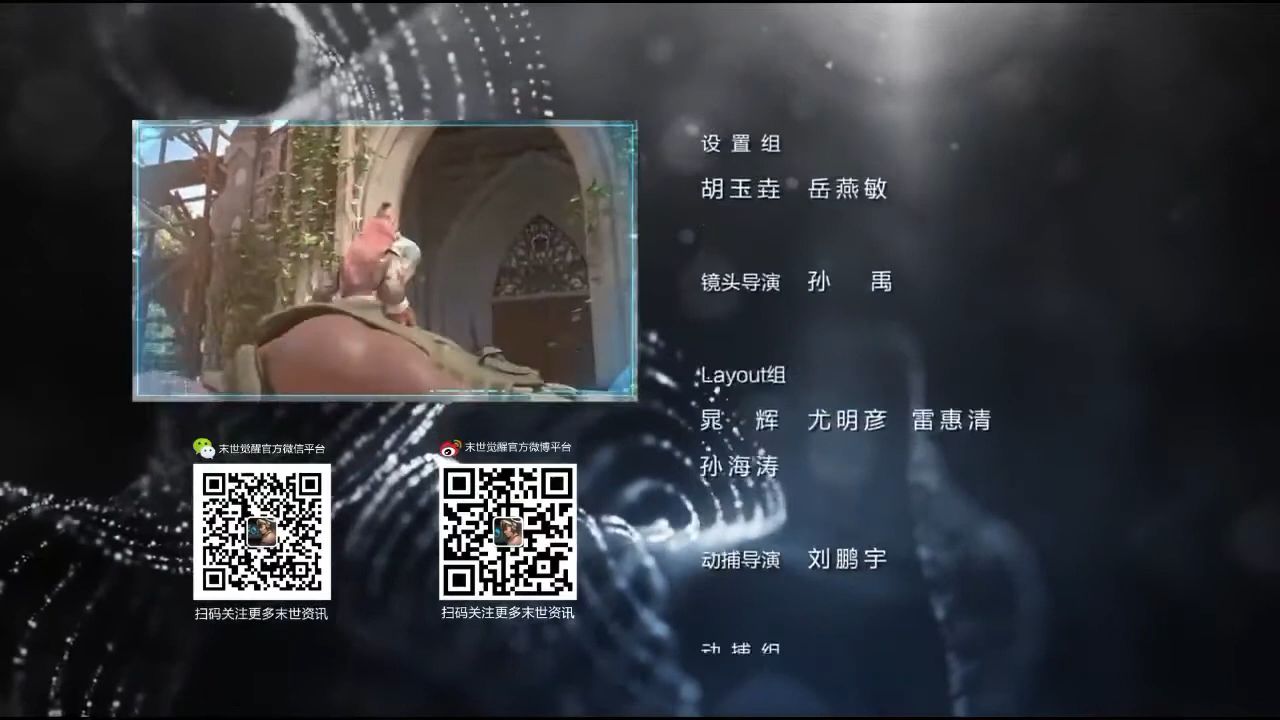 设置组
胡玉垚 岳燕敏
镜头导演 孙 禹
Layout组
晁 辉 尤明彦 雷惠清
孙海涛
动捕导演 刘鹏宇
动捕组
末世觉醒官方微信平台
末世觉醒官方微博平台
扫码关注更多末世资讯
扫码关注更多末世资讯